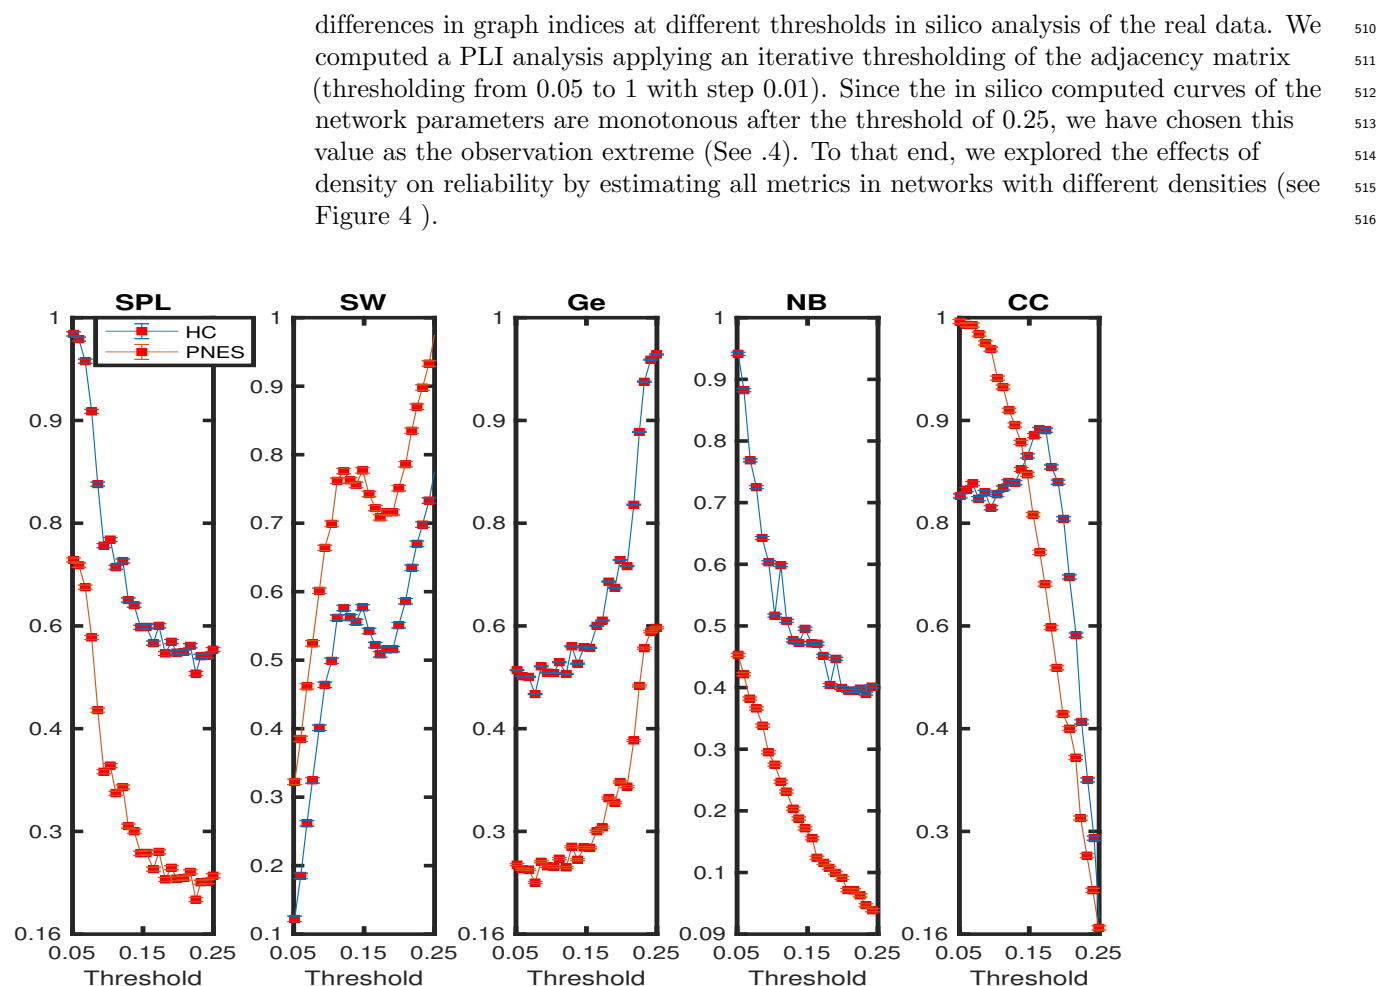 differences in graph indices at different thresholds in silico analysis of the real data. We 510
computed a PLI analysis applying an iterative thresholding of the adjacency matrix 511
(thresholding from 0.05 to 1 with step 0.01). Since the in silico computed curves of the 512
network parameters are monotonous after the threshold of 0.25, we have chosen this 513
value as the observation extreme (See .4). To that end, we explored the effects of 514
density on reliability by estimating all metrics in networks with different densities (see 515
Figure 4 ). 516
SPL
1
0.9
0.8
0.6
0.4
0.3
0.16
0.05 0.15 0.25
Threshold
HC
PNES
SW
1
0.9
0.8
0.7
0.6
0.5
0.4
0.3
0.2
0.1
0.05 0.15 0.25
Threshold
Ge
1
0.9
0.8
0.6
0.4
0.3
0.16
0.05 0.15 0.25
Threshold
NB
1
0.9
0.8
0.7
0.6
0.5
0.4
0.3
0.2
0.1
0.09
0.05 0.15 0.25
Threshold
CC
1
0.9
0.8
0.6
0.4
0.3
0.16
0.05 0.15 0.25
Threshold